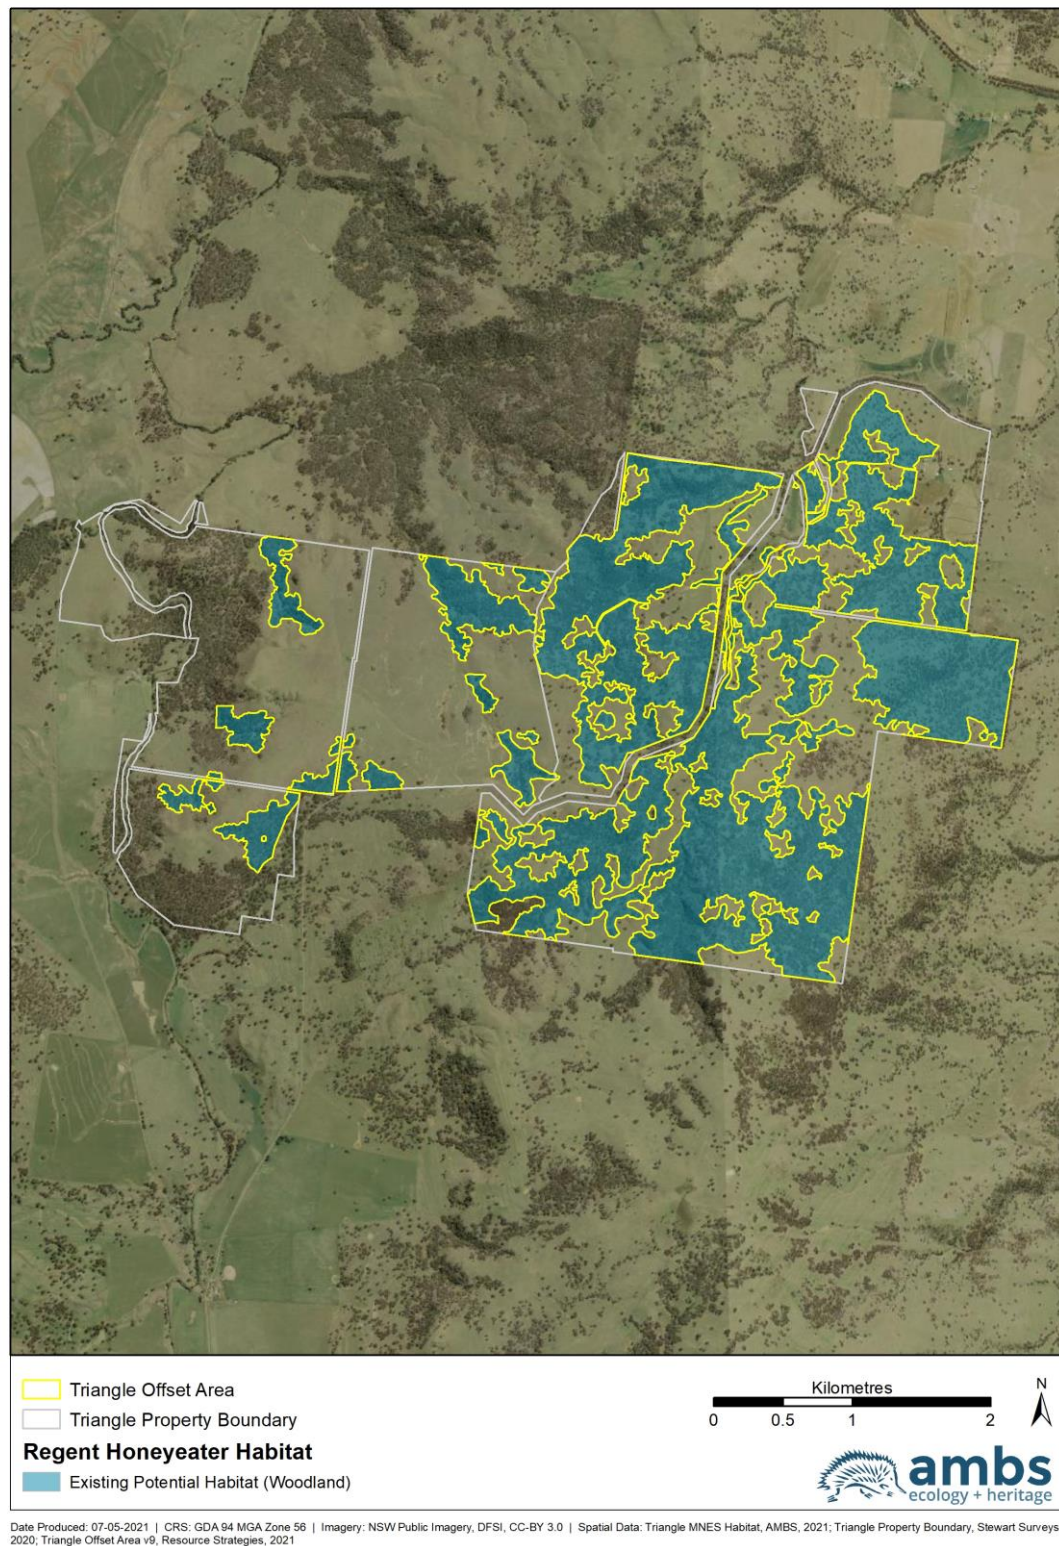 Triangle Offset Area
Triangle Property Boundary
Regent Honeyeater Habitat
Existing Potential Habitat (Woodland)
Kilometres
0 0.5 1 2
N
ambs
ecology + heritage
Date Produced: 07-05-2021 | CRS: GDA 94 MGA Zone 56 | Imagery: NSW Public Imagery, DFSI, CC-BY 3.0 | Spatial Data: Triangle MNES Habitat, AMBS, 2021; Triangle Property Boundary, Stewart Surveys
2020; Triangle Offset Area v9, Resource Strategies, 2021